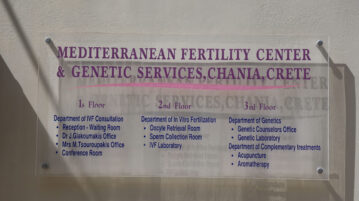 MEDITERRANEAN FERTILITY CENTER
& GENETIC SERVICES,CHANIA,CRETE
1st Floor
Department of IVF Consultation
• Reception - Waiting Room
• Dr J.Giakoumakis Office
• Mrs M.Tsouroupakis Office
• Conference Room
2nd Floor
Department of In Vitro Fertilization
• Oocyte Retrieval Room
• Sperm Collection Room
• IVF Laboratory
3rd Floor
Department of Genetics
• Genetic Counselors Office
• Genetic Laboratory
Department of Complementary treatments
• Acupuncture
• Aromatherapy